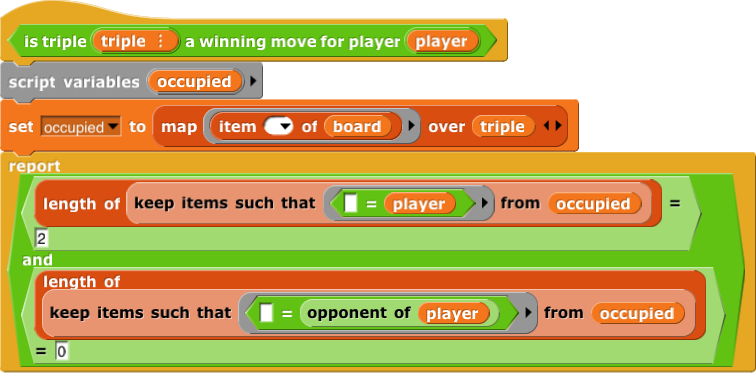 is triple triple ⋮ a winning move for player player
script variables occupied
set occupied to map item of board over triple
report
length of keep items such that = player from occupied =
2
and
length of
keep items such that = opponent of player from occupied
= 0